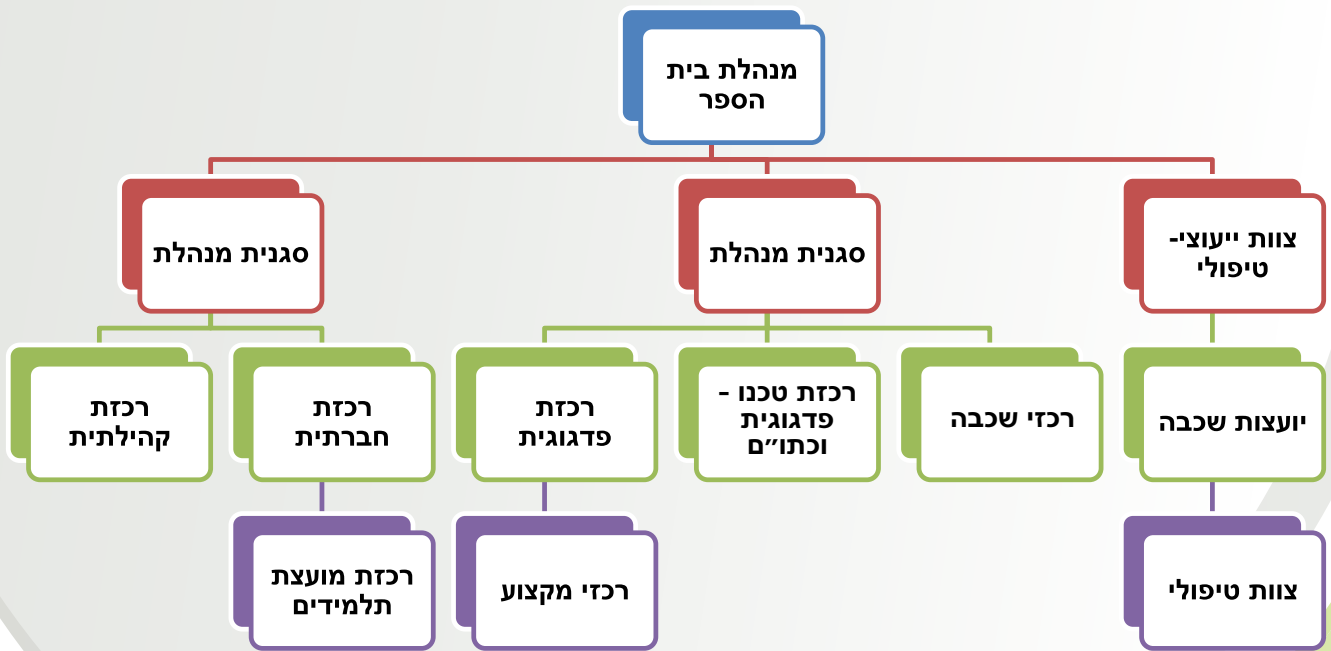 מנהלת בית
הספר
צוות ייעוצי-
טיפולי
סגנית מנהלת
סגנית מנהלת
יועצות שכבה
רכזי שכבה
רכזת טכנו –
פדגוגית
וכתו״ם
רכזת
פדגוגית
רכזת
חברתית
רכזת
קהילתית
צוות טיפולי
רכזי מקצוע
רכזת מועצת
תלמידים